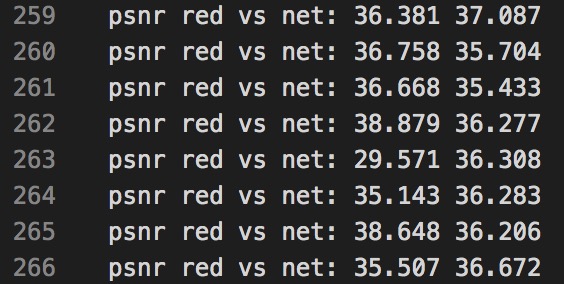 259 psnr red vs net: 36.381 37.087
260 psnr red vs net: 36.758 35.704
261 psnr red vs net: 36.668 35.433
262 psnr red vs net: 38.879 36.277
263 psnr red vs net: 29.571 36.308
264 psnr red vs net: 35.143 36.283
265 psnr red vs net: 38.648 36.206
266 psnr red vs net: 35.507 36.672